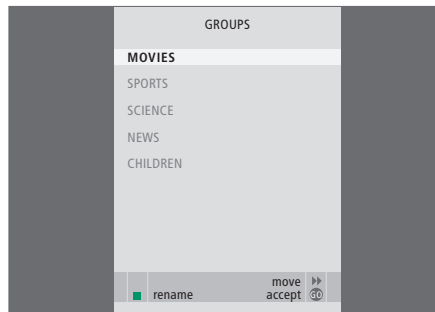 GROUPS
MOVIES
SPORTS
SCIENCE
NEWS
CHILDREN
move
rename accept GO